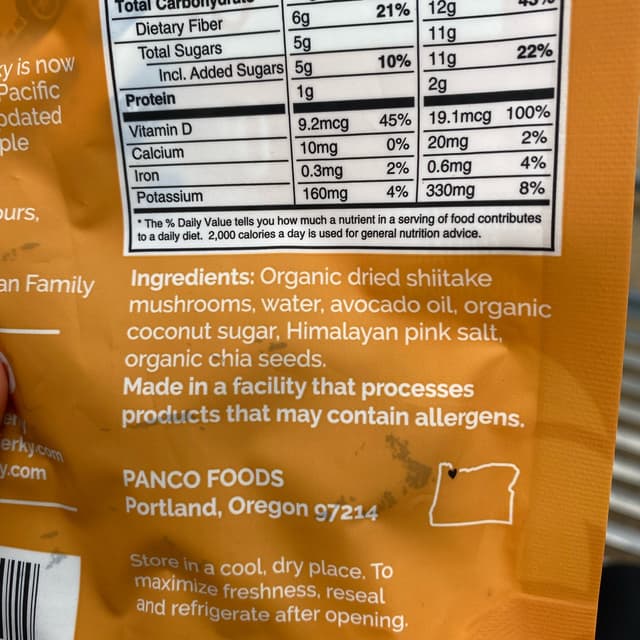 Total Carbohydrate
Dietary Fiber 6g 21% 12g
Total Sugars 5g 11g
Incl. Added Sugars 5g 10% 11g 22%
Protein 1g 2g
Vitamin D 9.2mcg 45% 19.1mcg 100%
Calcium 10mg 0% 20mg 2%
Iron 0.3mg 2% 0.6mg 4%
Potassium 160mg 4% 330mg 8%
* The % Daily Value tells you how much a nutrient in a serving of food contributes
to a daily diet. 2,000 calories a day is used for general nutrition advice.
y is now
Pacific
pdated
ple
ours,
an Family
erky.com
y.com
Ingredients: Organic dried shiitake
mushrooms, water, avocado oil, organic
coconut sugar, Himalayan pink salt,
organic chia seeds.
Made in a facility that processes
products that may contain allergens.
PANCO FOODS
Portland, Oregon 97214
Store in a cool, dry place. To
maximize freshness, reseal
and refrigerate after opening.